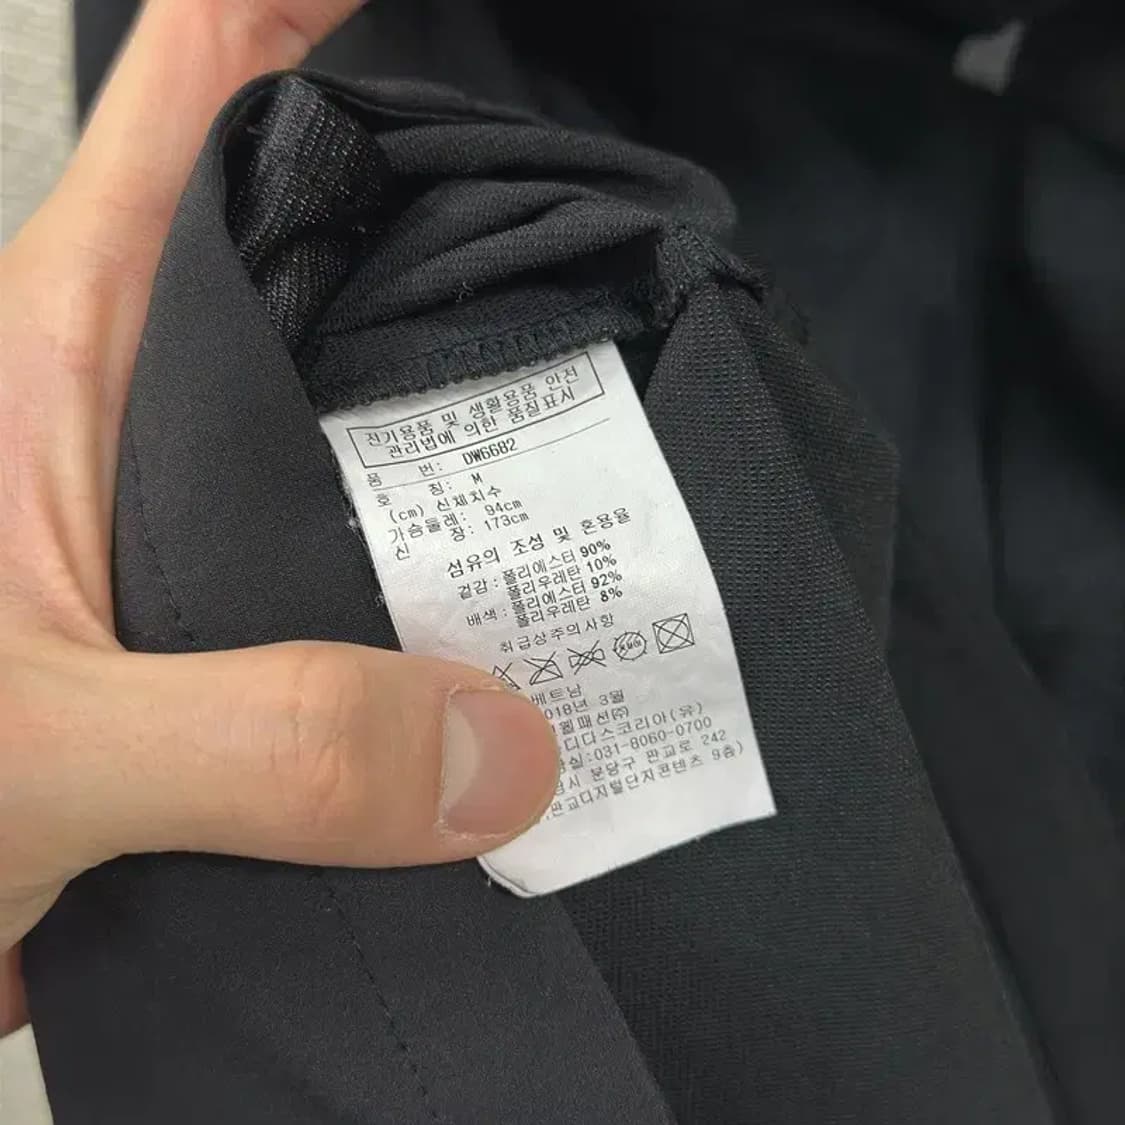 전기용품 및 생활용품 안전
관리법에 의한 품질표시
품 번: DW6682
호 칭: M
(cm) 신체치수
가슴둘레: 94cm
신 장: 173cm
섬유의 조성 및 혼용율
겉감: 폴리에스터 90%
폴리우레탄 10%
배색: 폴리에스터 92%
폴리우레탄 8%
취급상주의사항
베트남
018년 3월
월패션㈜
디다스코리아(유)
실:031-8060-0700
시 분당구 판교로 242
,판교디지털단지콘텐츠 9층)